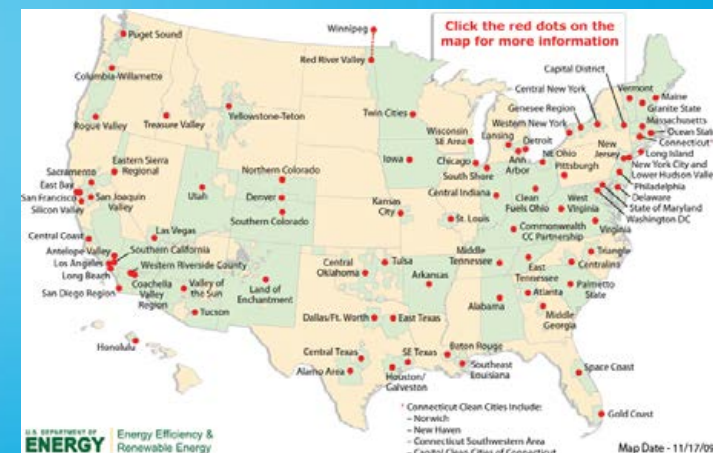 Click the red dots on the
map for more information
Winnipeg
Puget Sound
Red River Valley
Columbia-Willamette
Capital District
Central New York
Vermont
Maine
Genesee Region
Granite State
Massachusetts
Ocean State
Connecticut *
Rogue Valley
Treasure Valley
Yellowstone-Teton
Twin Cities
Wisconsin
SE Area
Western New York
Lansing
Detroit
Ann
Arbor
NE Ohio
New
Jersey
Long Island
New York City and
Lower Hudson Valley
Pittsburgh
Philadelphia
Delaware
State of Maryland
Washington DC
Sacramento
Eastern Sierra
Regional
East Bay
San Francisco
San Joaquin
Valley
Silicon Valley
Northern Colorado
Utah
Denver
Southern Colorado
Iowa
Chicago
South Shore
Central Indiana
Clean
Fuels Ohio
West
Virginia
Virginia
Kansas
City
St. Louis
Commonwealth
CC Partnership
Central Coast
Las Vegas
Antelope Valley
Southern California
Los Angeles
Western Riverside County
Long Beach
Coachella
Valley
Region
Valley of
the Sun
San Diego Region
Tucson
Land of
Enchantment
Central
Oklahoma
Tulsa
Arkansas
Middle
Tennessee
East
Tennessee
Triangle
Centralina
Palmetto
State
Atlanta
Alabama
Middle
Georgia
Dallas/Ft. Worth
East Texas
Honolulu
Central Texas
Alamo Area
SE Texas
Houston/
Galveston
Baton Rouge
Southeast
Louisiana
Space Coast
Gold Coast
* Connecticut Clean Cities Include:
- Norwich
- New Haven
- Connecticut Southwestern Area
- Capital Clean Cities of Connecticut
U.S. DEPARTMENT OF
ENERGY
Energy Efficiency &
Renewable Energy
Map Date - 11/17/09